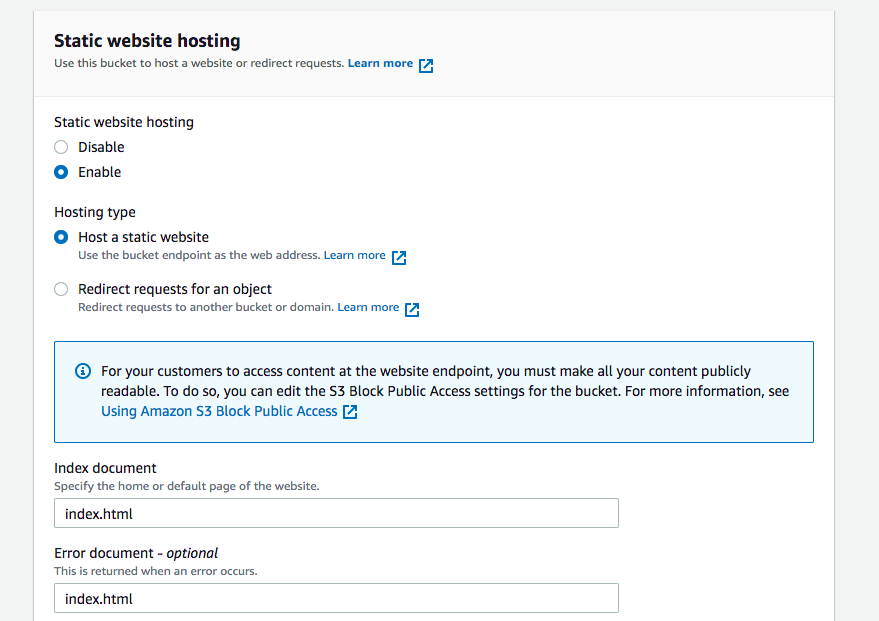 Static website hosting
Use this bucket to host a website or redirect requests. Learn more
Static website hosting
Disable
Enable
Hosting type
Host a static website
Use the bucket endpoint as the web address. Learn more
Redirect requests for an object
Redirect requests to another bucket or domain. Learn more
For your customers to access content at the website endpoint, you must make all your content publicly
readable. To do so, you can edit the S3 Block Public Access settings for the bucket. For more information, see
Using Amazon S3 Block Public Access
Index document
Specify the home or default page of the website.
index.html
Error document - optional
This is returned when an error occurs.
index.html